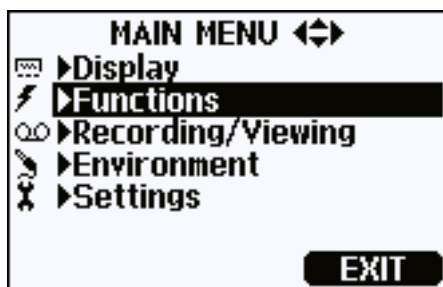 MAIN MENU
Display
Functions
Recording/Viewing
Environment
Settings
EXIT